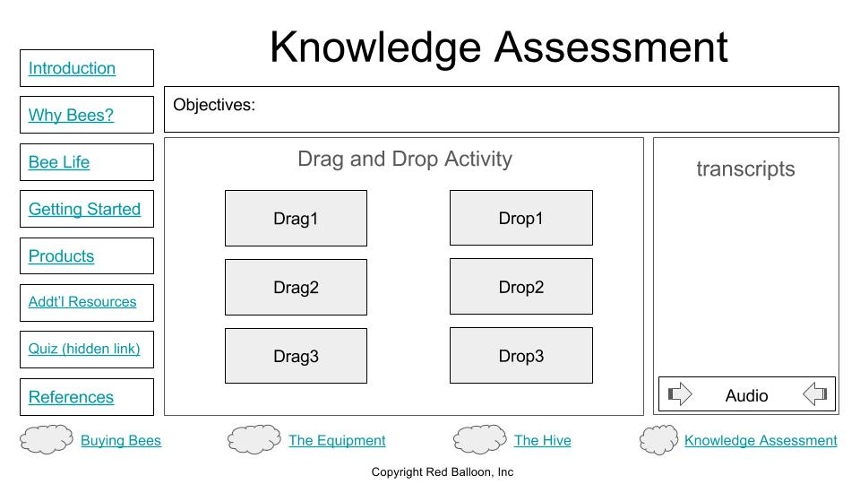 Knowledge Assessment
Introduction
Why Bees?
Bee Life
Getting Started
Products
Addt'l Resources
Quiz (hidden link)
References
Objectives:
Drag and Drop Activity
Drag1
Drop1
Drag2
Drop2
Drag3
Drop3
transcripts
Audio
Buying Bees
The Equipment
The Hive
Knowledge Assessment
Copyright Red Balloon, Inc